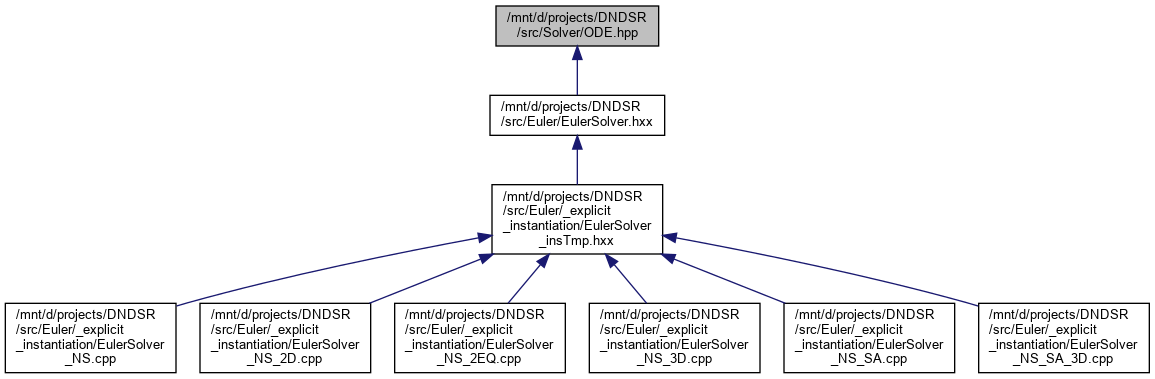 /mnt/d/projects/DNDSR
/src/Solver/ODE.hpp
/mnt/d/projects/DNDSR
/src/Euler/EulerSolver.hxx
/mnt/d/projects/DNDSR
/src/Euler/_explicit
_instantiation/EulerSolver
_insTmp.hxx
/mnt/d/projects/DNDSR
/src/Euler/_explicit
_instantiation/EulerSolver
_NS.cpp
/mnt/d/projects/DNDSR
/src/Euler/_explicit
_instantiation/EulerSolver
_NS_2D.cpp
/mnt/d/projects/DNDSR
/src/Euler/_explicit
_instantiation/EulerSolver
_NS_2EQ.cpp
/mnt/d/projects/DNDSR
/src/Euler/_explicit
_instantiation/EulerSolver
_NS_3D.cpp
/mnt/d/projects/DNDSR
/src/Euler/_explicit
_instantiation/EulerSolver
_NS_SA.cpp
/mnt/d/projects/DNDSR
/src/Euler/_explicit
_instantiation/EulerSolver
_NS_SA_3D.cpp